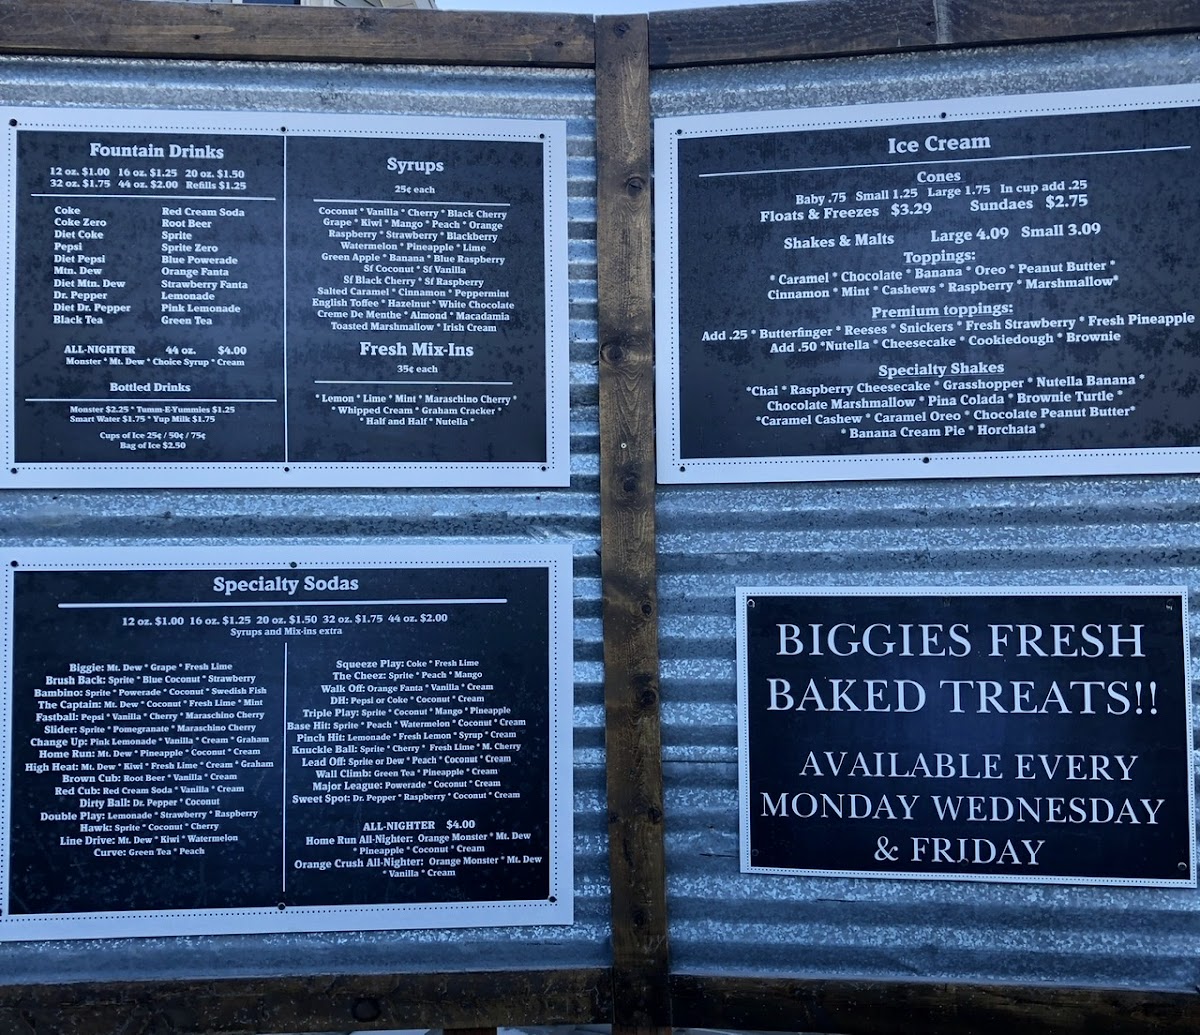 Fountain Drinks
12 oz. $1.00 16 oz. $1.25 20 oz. $1.50
32 oz. $1.75 44 oz. $2.00 Refills $1.25
Coke
Coke Zero
Diet Coke
Pepsi
Diet Pepsi
Mtn. Dew
Diet Mtn. Dew
Dr. Pepper
Diet Dr. Pepper
Black Tea
Red Cream Soda
Root Beer
Sprite
Sprite Zero
Blue Powerade
Orange Fanta
Strawberry Fanta
Lemonade
Pink Lemonade
Green Tea
ALL-NIGHTER 44 oz. $4.00
Monster * Mt. Dew * Choice Syrup * Cream
Bottled Drinks
Monster $2.25 * Tumm-E-Yummies $1.25
Smart Water $1.75 * Yup Milk $1.75
Cups of Ice 25¢ / 50¢ / 75¢
Bag of Ice $2.50
Syrups
25¢ each
Coconut * Vanilla * Cherry * Black Cherry
Grape * Kiwi * Mango * Peach * Orange
Raspberry * Strawberry * Blackberry
Watermelon * Pineapple * Lime
Green Apple * Banana * Blue Raspberry
Sf Coconut * Sf Vanilla
Sf Black Cherry * Sf Raspberry
Salted Caramel * Cinnamon * Peppermint
English Toffee * Hazelnut * White Chocolate
Creme De Menthe * Almond * Macadamia
Toasted Marshmallow * Irish Cream
Fresh Mix-Ins
35¢ each
* Lemon * Lime * Mint * Maraschino Cherry *
* Whipped Cream * Graham Cracker *
* Half and Half * Nutella *
Ice Cream
Cones
Baby .75 Small 1.25 Large 1.75 In cup add .25
Floats & Freezes $3.29 Sundaes $2.75
Shakes & Malts Large 4.09 Small 3.09
Toppings:
* Caramel * Chocolate * Banana * Oreo * Peanut Butter *
Cinnamon * Mint * Cashews * Raspberry * Marshmallow*
Premium toppings:
Add .25 * Butterfinger * Reeses * Snickers * Fresh Strawberry * Fresh Pineapple
Add .50 *Nutella * Cheesecake * Cookiedough * Brownie
Specialty Shakes
*Chai * Raspberry Cheesecake * Grasshopper * Nutella Banana *
Chocolate Marshmallow * Pina Colada * Brownie Turtle *
*Caramel Cashew * Caramel Oreo * Chocolate Peanut Butter*
* Banana Cream Pie * Horchata *
Specialty Sodas
12 oz. $1.00 16 oz. $1.25 20 oz. $1.50 32 oz. $1.75 44 oz. $2.00
Syrups and Mix-ins extra
Biggie: Mt. Dew * Grape * Fresh Lime
Brush Back: Sprite * Blue Coconut * Strawberry
Bambino: Sprite * Powerade * Coconut * Swedish Fish
The Captain: Mt. Dew * Coconut * Fresh Lime * Mint
Fastball: Pepsi * Vanilla * Cherry * Maraschino Cherry
Slider: Sprite * Pomegranate * Maraschino Cherry
Change Up: Pink Lemonade * Vanilla * Cream * Graham
Home Run: Mt. Dew * Pineapple * Coconut * Cream
High Heat: Mt. Dew * Kiwi * Fresh Lime * Cream * Graham
Brown Cub: Root Beer * Vanilla * Cream
Red Cub: Red Cream Soda * Vanilla * Cream
Dirty Ball: Dr. Pepper * Coconut
Double Play: Lemonade * Strawberry * Raspberry
Hawk: Sprite * Coconut * Cherry
Line Drive: Mt. Dew * Kiwi * Watermelon
Curve: Green Tea * Peach
Squeeze Play: Coke * Fresh Lime
The Cheez: Sprite * Peach * Mango
Walk Off: Orange Fanta * Vanilla * Cream
DH: Pepsi or Coke * Coconut * Cream
Triple Play: Sprite * Coconut * Mango * Pineapple
Base Hit: Sprite * Peach * Watermelon * Coconut * Cream
Pinch Hit: Lemonade * Fresh Lemon * Syrup * Cream
Knuckle Ball: Sprite * Cherry * Fresh Lime * M. Cherry
Lead Off: Sprite or Dew * Peach * Coconut * Cream
Wall Climb: Green Tea * Pineapple * Cream
Major League: Powerade * Coconut * Cream
Sweet Spot: Dr. Pepper * Raspberry * Coconut * Cream
ALL-NIGHTER $4.00
Home Run All-Nighter: Orange Monster * Mt. Dew
* Pineapple * Coconut * Cream
Orange Crush All-Nighter: Orange Monster * Mt. Dew
* Vanilla * Cream
BIGGIES FRESH
BAKED TREATS!!
AVAILABLE EVERY
MONDAY WEDNESDAY
& FRIDAY